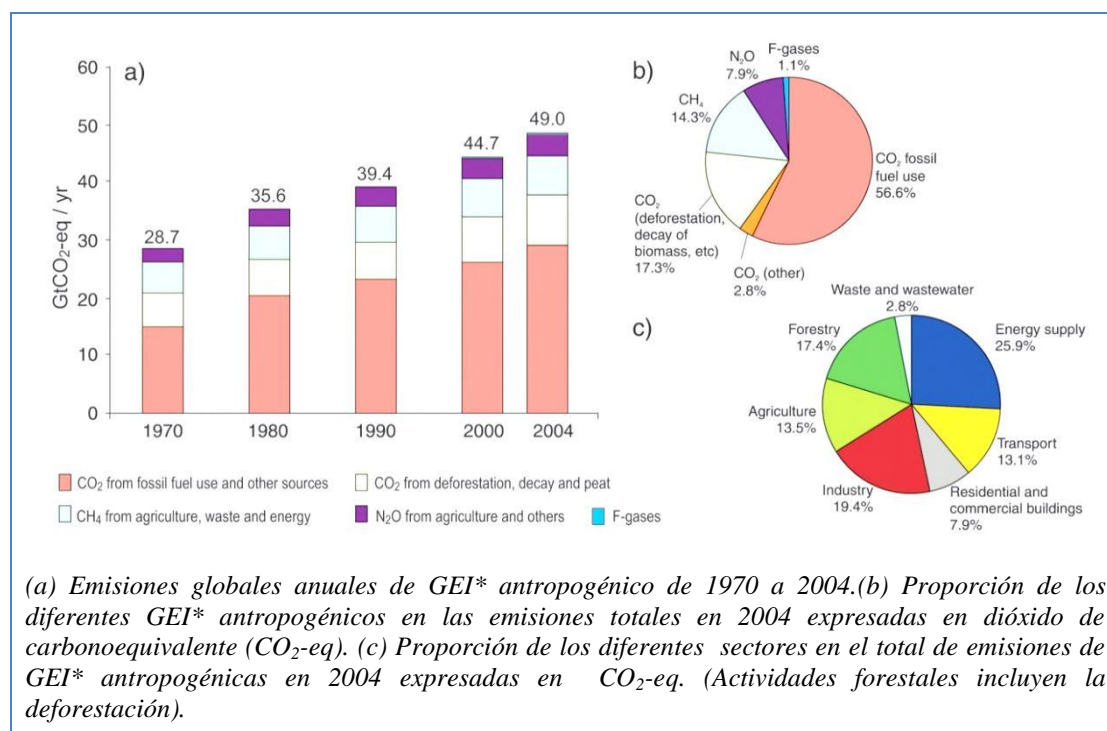 a)
GtCO₂-eq / yr
60
50
40
30
20
10
0
28.7
35.6
39.4
44.7
49.0
1970
1980
1990
2000
2004
CO₂ from fossil fuel use and other sources
CO₂ from deforestation, decay and peat
CH₄ from agriculture, waste and energy
N₂O from agriculture and others
F-gases
b)
F-gases
1.1%
N₂O
7.9%
CH₄
14.3%
CO₂ fossil
fuel use
56.6%
CO₂
(deforestation,
decay of
biomass, etc)
17.3%
CO₂ (other)
2.8%
c)
Waste and wastewater
2.8%
Forestry
17.4%
Energy supply
25.9%
Agriculture
13.5%
Transport
13.1%
Industry
19.4%
Residential and
commercial buildings
7.9%
(a) Emisiones globales anuales de GEI* antropogénico de 1970 a 2004.(b) Proporción de los
diferentes GEI* antropogénicos en las emisiones totales en 2004 expresadas en dióxido de
carbonoequivalente (CO₂-eq). (c) Proporción de los diferentes sectores en el total de emisiones de
GEI* antropogénicas en 2004 expresadas en CO₂-eq. (Actividades forestales incluyen la
deforestación).